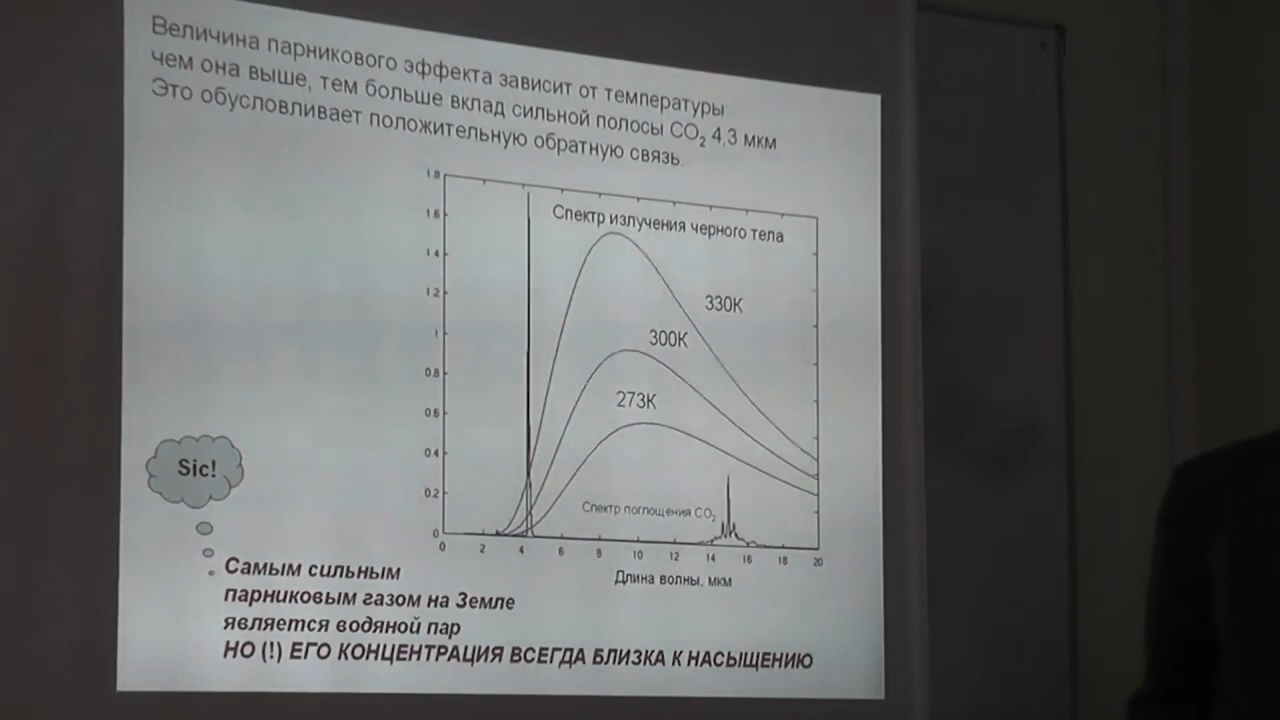 Величина парникового эффекта зависит от температуры
чем она выше, тем больше вклад сильной полосы CO2 4,3 мкм
Это обусловливает положительную обратную связь.
1.8
1.6
1.4
1.2
1
0.8
0.6
0.4
0.2
0
Спектр излучения черного тела
330К
300К
273К
Спектр поглощения CO2
0 2 4 6 8 10 12 14 16 18 20
Длина волны, мкм
Sic!
Самым сильным
парниковым газом на Земле
является водяной пар
НО (!) ЕГО КОНЦЕНТРАЦИЯ ВСЕГДА БЛИЗКА К НАСЫЩЕНИЮ